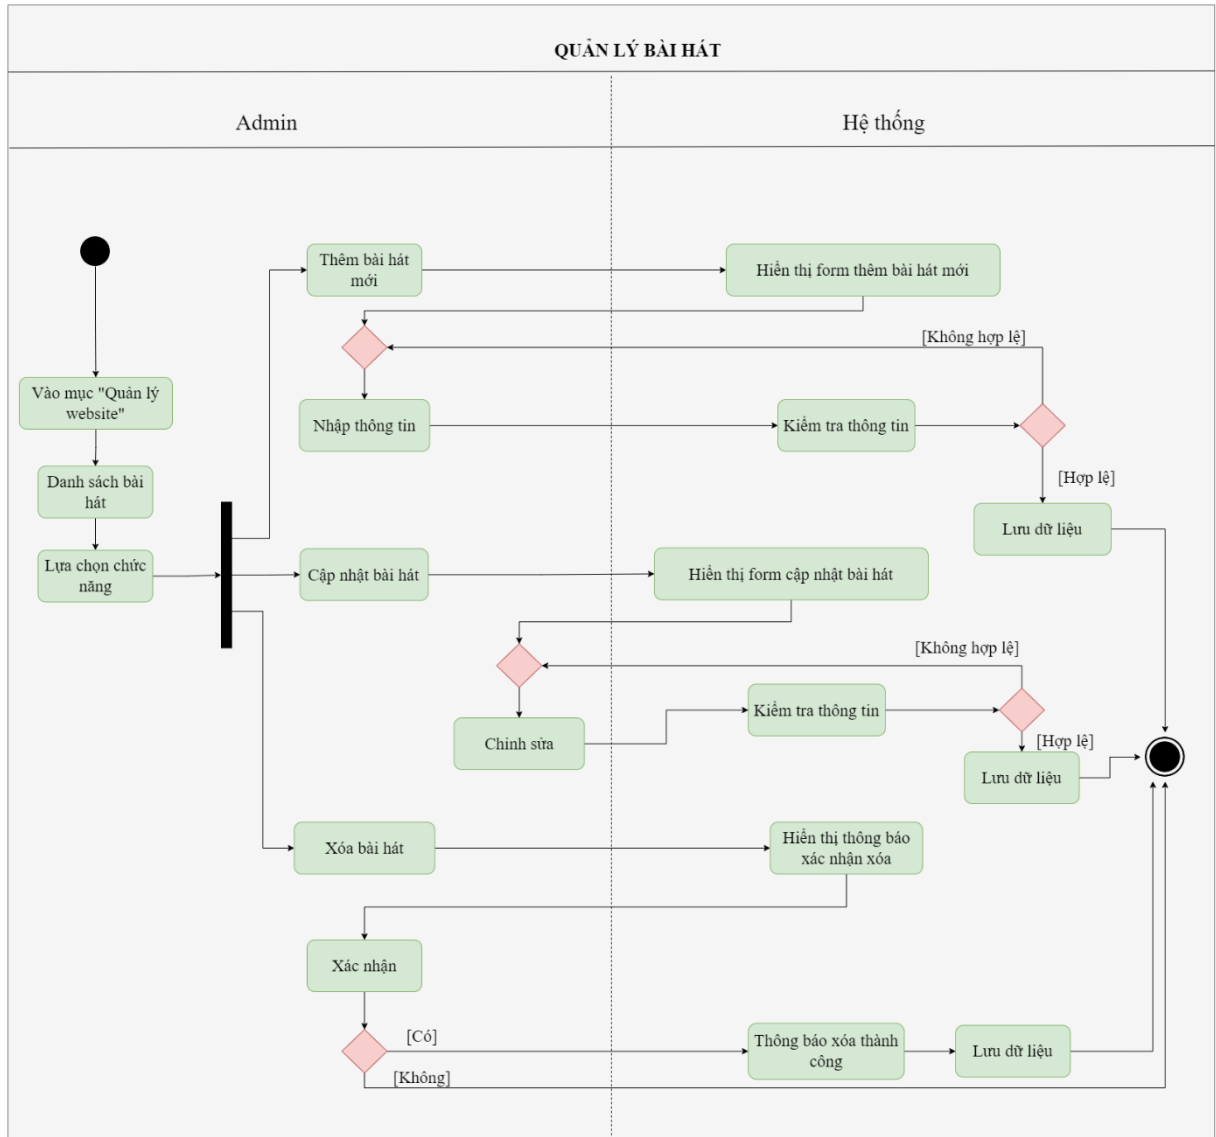 QUẢN LÝ BÀI HÁT
Admin
Hệ thống
Thêm bài hát
mới
Hiển thị form thêm bài hát mới
[Không hợp lệ]
Vào mục "Quản lý
website"
Nhập thông tin
Kiểm tra thông tin
Danh sách bài
hát
[Hợp lệ]
Lưu dữ liệu
Lựa chọn chức
năng
Cập nhật bài hát
Hiển thị form cập nhật bài hát
[Không hợp lệ]
Kiểm tra thông tin
Chỉnh sửa
[Hợp lệ]
Lưu dữ liệu
Xóa bài hát
Hiển thị thông báo
xác nhận xóa
Xác nhận
[Có]
Thông báo xóa thành
công
Lưu dữ liệu
[Không]